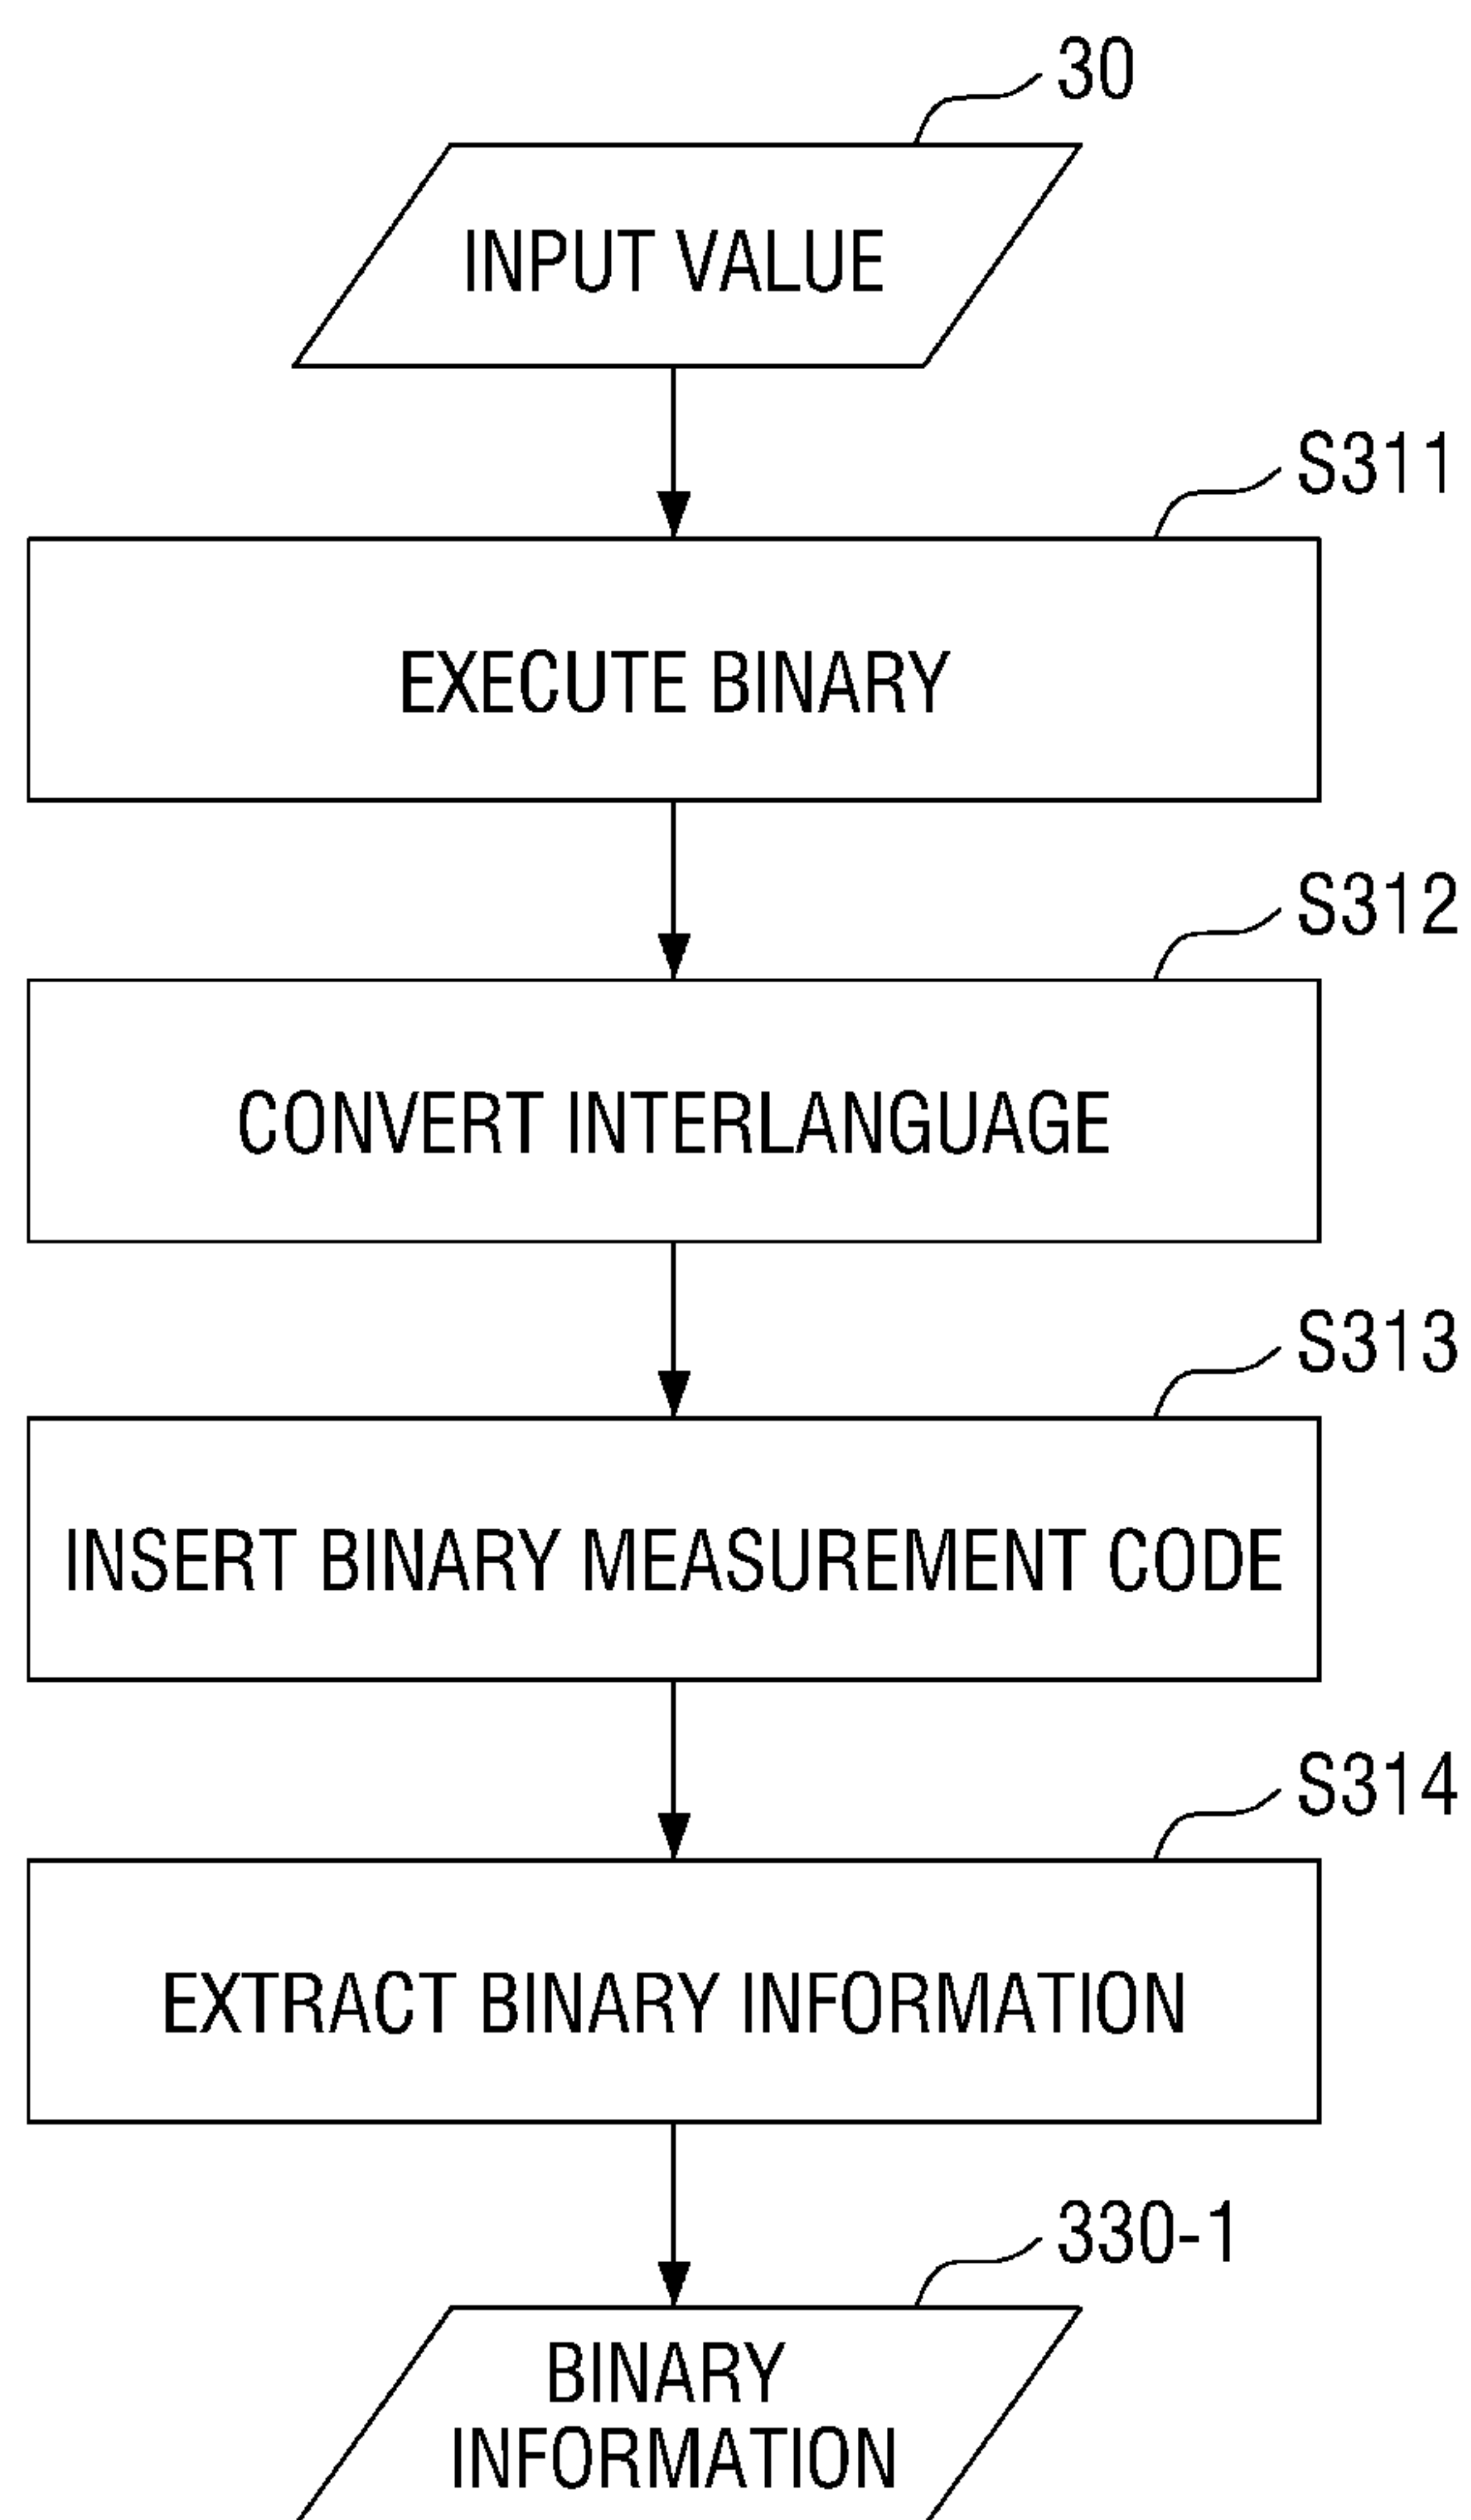 30
INPUT VALUE
S311
EXECUTE BINARY
S312
CONVERT INTERLANGUAGE
S313
INSERT BINARY MEASUREMENT CODE
S314
EXTRACT BINARY INFORMATION
330-1
BINARY
INFORMATION